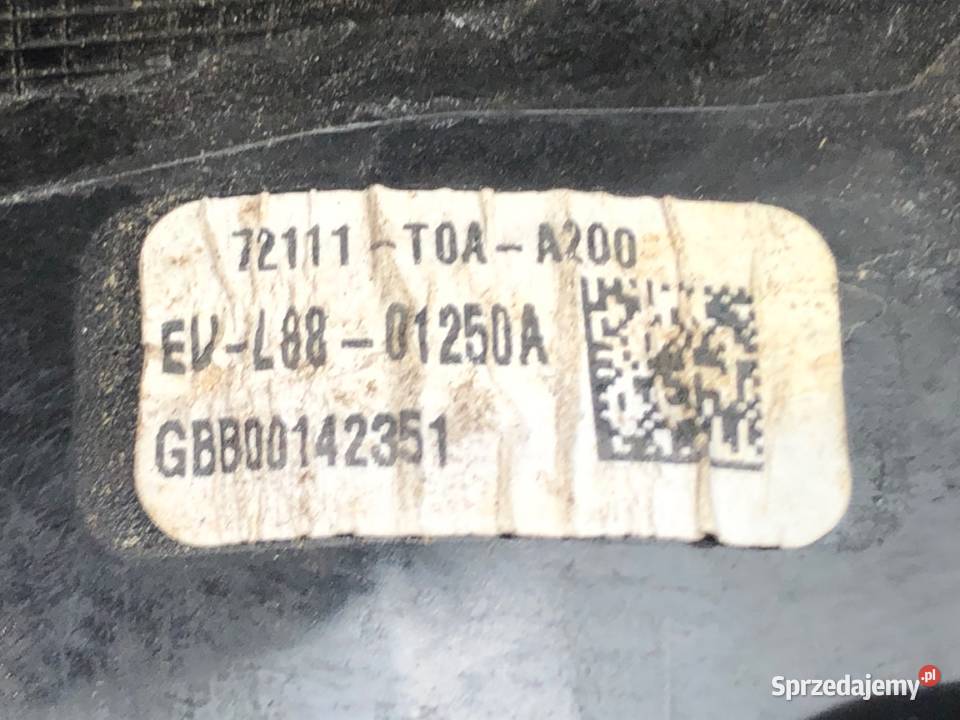 72111-T0A-A200
EV-L88-01250A
GBB00142351
Sprzedajemy.pl